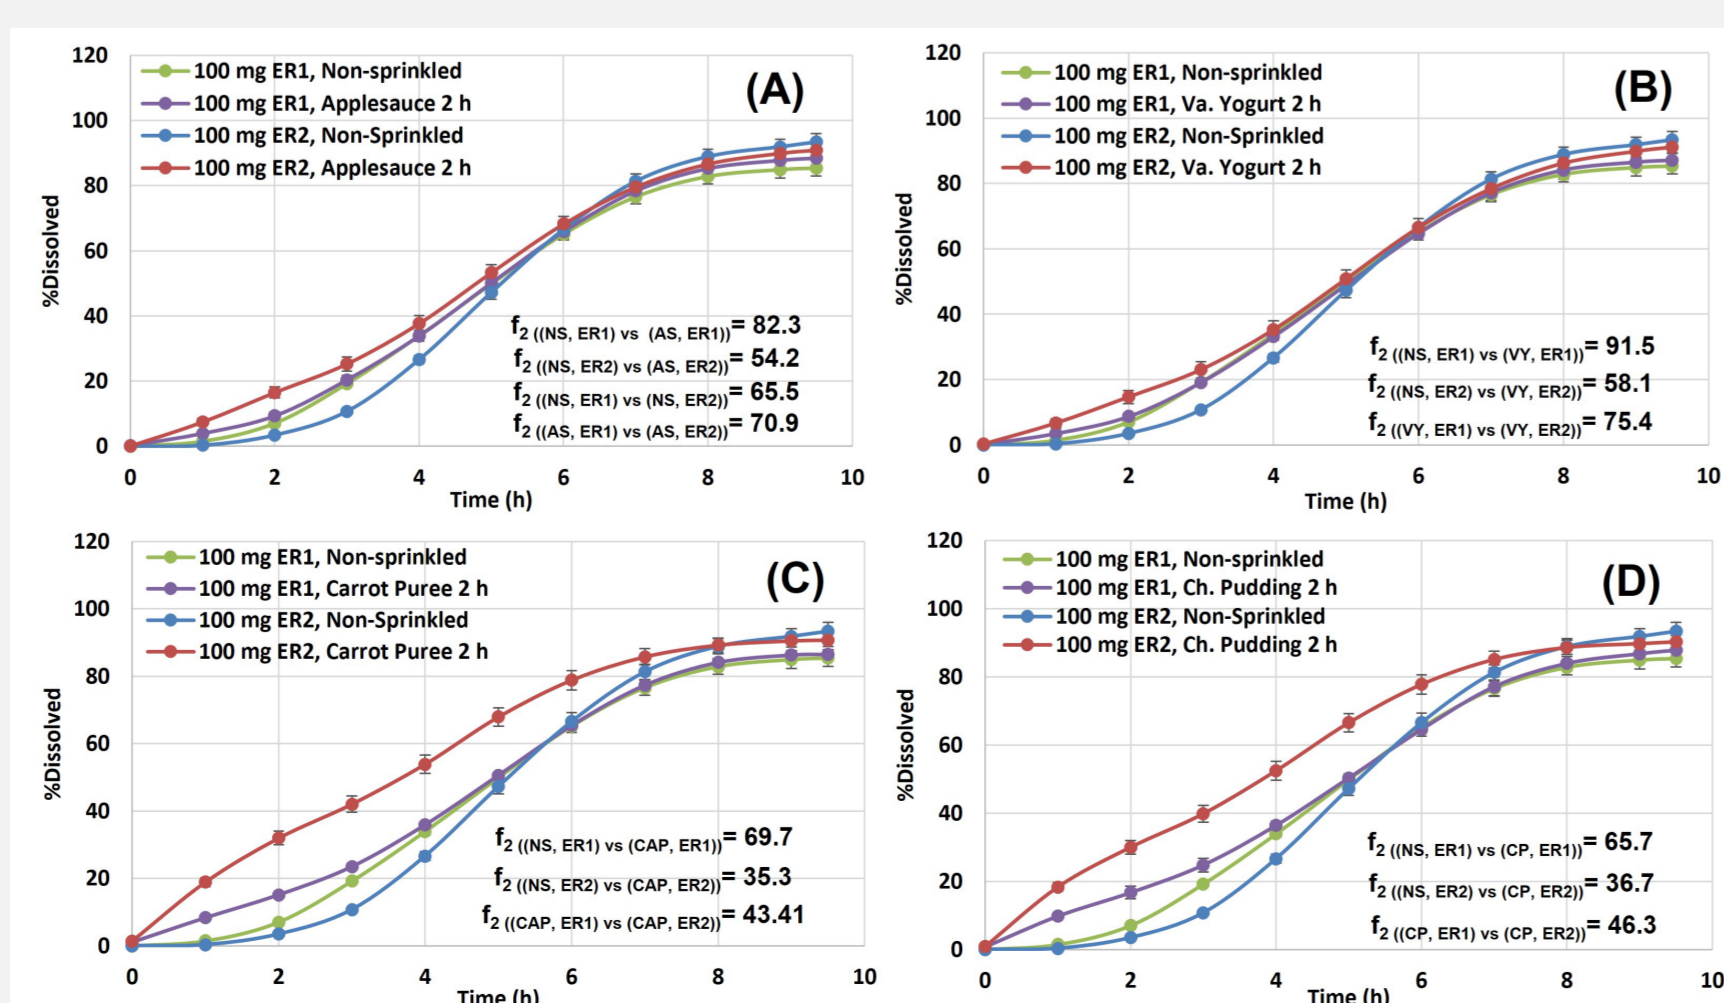 120
100
80
60
40
20
0
%Dissolved
100 mg ER1, Non-sprinkled
100 mg ER1, Applesauce 2 h
100 mg ER2, Non-Sprinkled
100 mg ER2, Applesauce 2 h
(A)
f2 ((NS, ER1) vs (AS, ER1))= 82.3
f2 ((NS, ER2) vs (AS, ER2))= 54.2
f2 ((NS, ER1) vs (NS, ER2))= 65.5
f2 ((AS, ER1) vs (AS, ER2))= 70.9
0 2 4 6 8 10
Time (h)
120
100
80
60
40
20
0
%Dissolved
100 mg ER1, Non-sprinkled
100 mg ER1, Va. Yogurt 2 h
100 mg ER2, Non-Sprinkled
100 mg ER2, Va. Yogurt 2 h
(B)
f2 ((NS, ER1) vs (VY, ER1))= 91.5
f2 ((NS, ER2) vs (VY, ER2))= 58.1
f2 ((VY, ER1) vs (VY, ER2))= 75.4
0 2 4 6 8 10
Time (h)
120
100
80
60
40
20
0
%Dissolved
100 mg ER1, Non-sprinkled
100 mg ER1, Carrot Puree 2 h
100 mg ER2, Non-Sprinkled
100 mg ER2, Carrot Puree 2 h
(C)
f2 ((NS, ER1) vs (CAP, ER1))= 69.7
f2 ((NS, ER2) vs (CAP, ER2))= 35.3
f2 ((CAP, ER1) vs (CAP, ER2))= 43.41
0 2 4 6 8 10
Time (h)
120
100
80
60
40
20
0
%Dissolved
100 mg ER1, Non-sprinkled
100 mg ER1, Ch. Pudding 2 h
100 mg ER2, Non-Sprinkled
100 mg ER2, Ch. Pudding 2 h
(D)
f2 ((NS, ER1) vs (CP, ER1))= 65.7
f2 ((NS, ER2) vs (CP, ER2))= 36.7
f2 ((CP, ER1) vs (CP, ER2))= 46.3
0 2 4 6 8 10
Time (h)